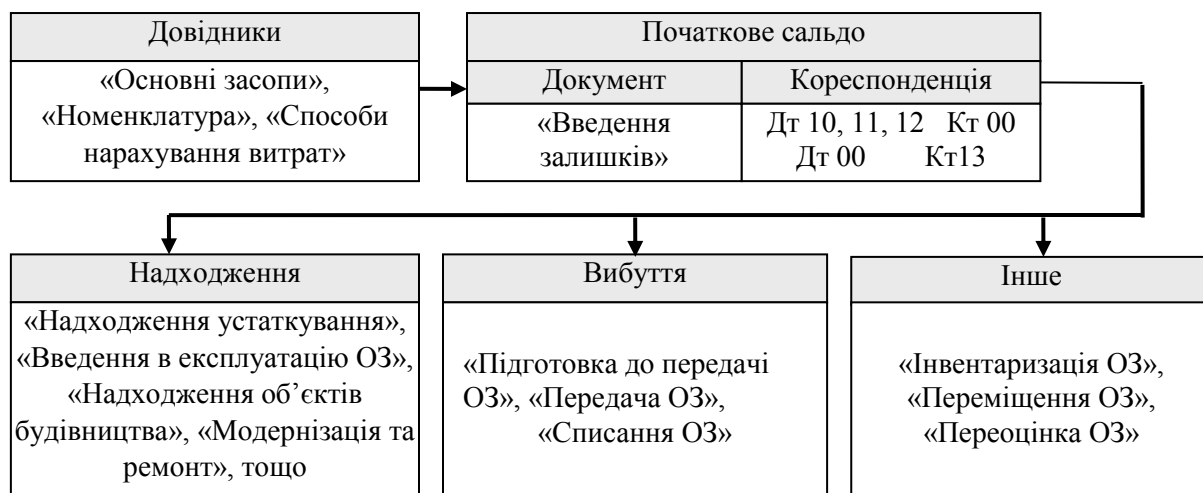 Довідники
«Основні засопи»,
«Номенклатура», «Способи
нарахування витрат»
Початкове сальдо
Документ
Кореспонденція
«Введення
залишків»
Дт 10, 11, 12 Кт 00
Дт 00 Кт13
Надходження
«Надходження устаткування»,
«Введення в експлуатацію ОЗ»,
«Надходження об’єктів
будівництва», «Модернізація та
ремонт», тощо
Вибуття
«Підготовка до передачі
ОЗ», «Передача ОЗ»,
«Списання ОЗ»
Інше
«Інвентаризація ОЗ»,
«Переміщення ОЗ»,
«Переоцінка ОЗ»